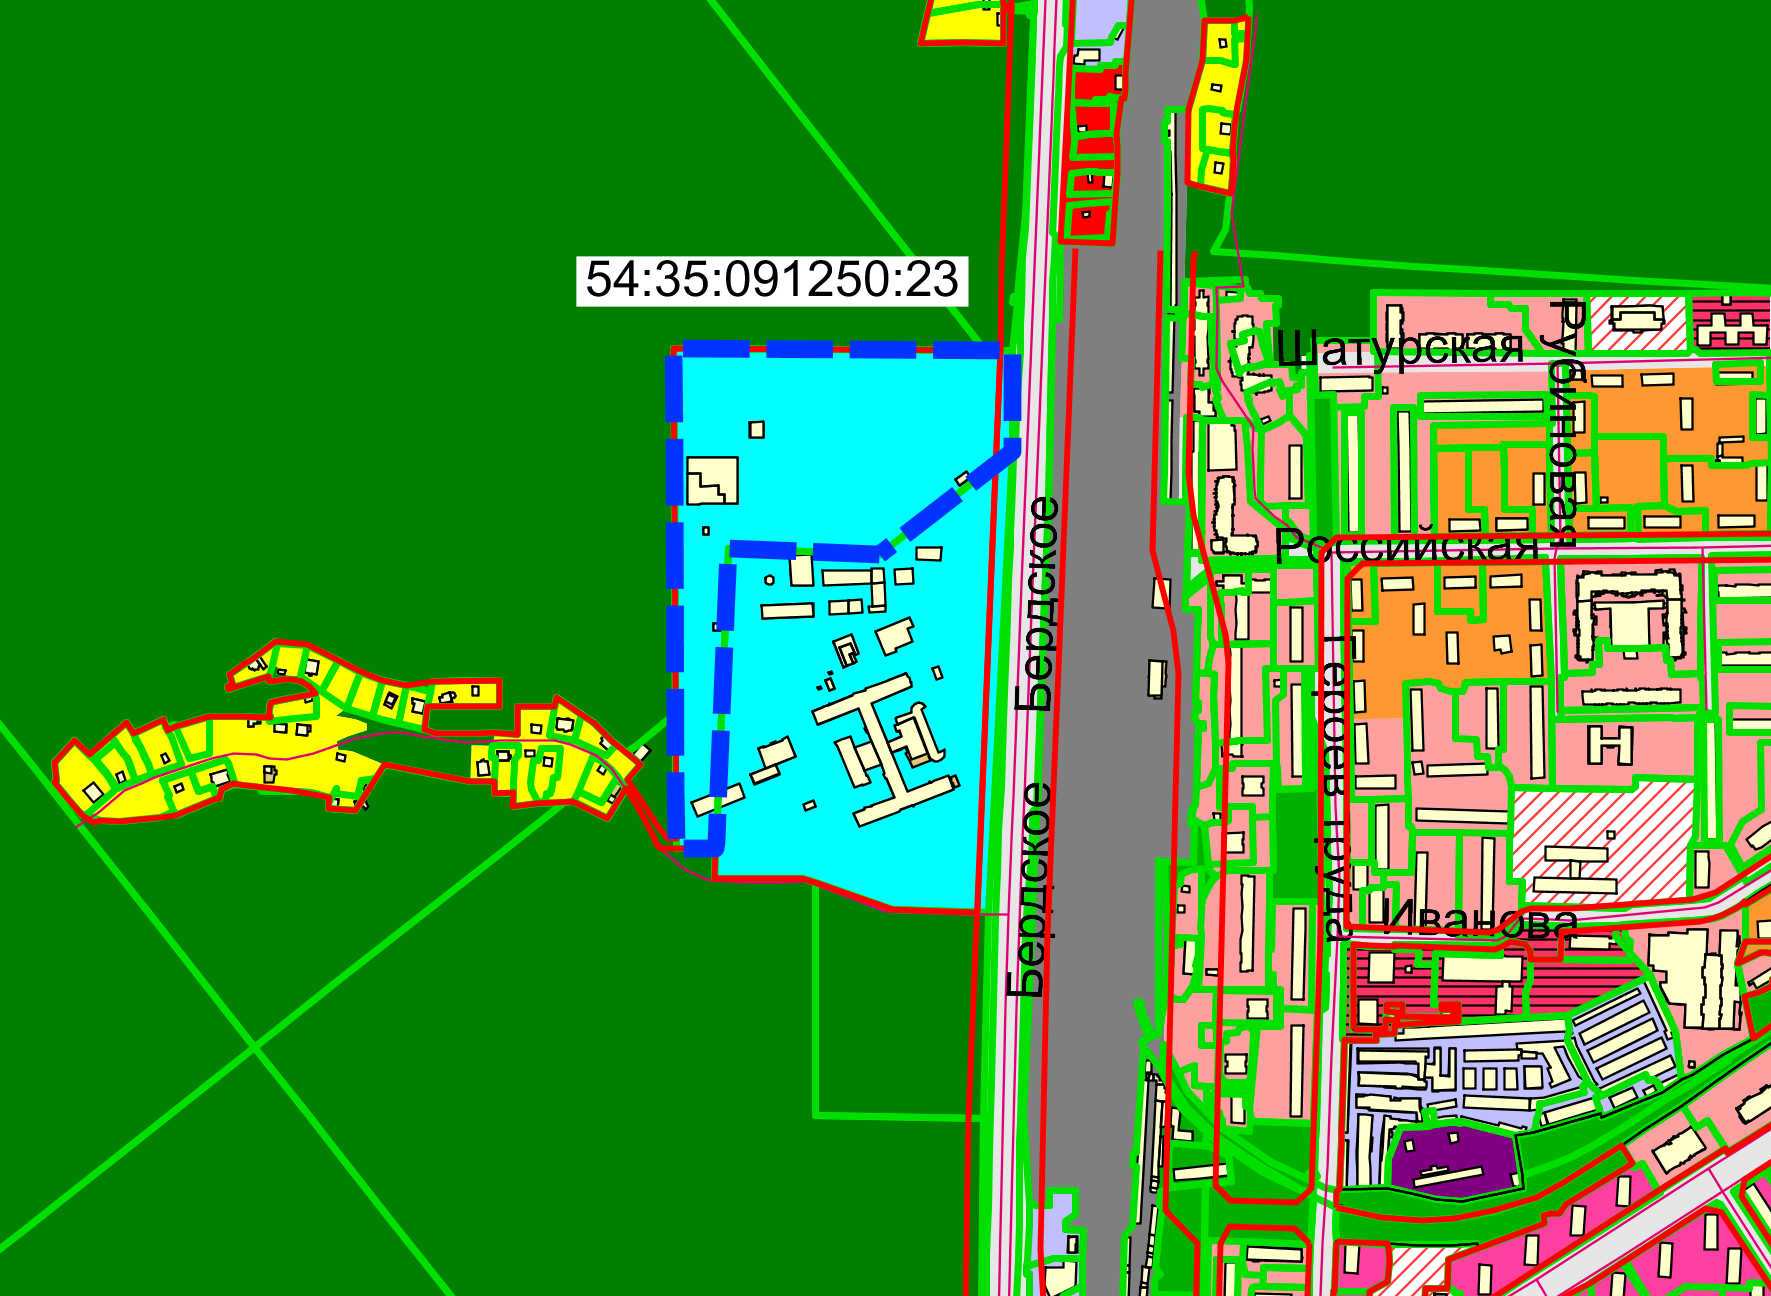 54:35:091250:23
Шатурская
Рубиновая
Российская
Бердское
Героев Труда
Бердское
Иванова